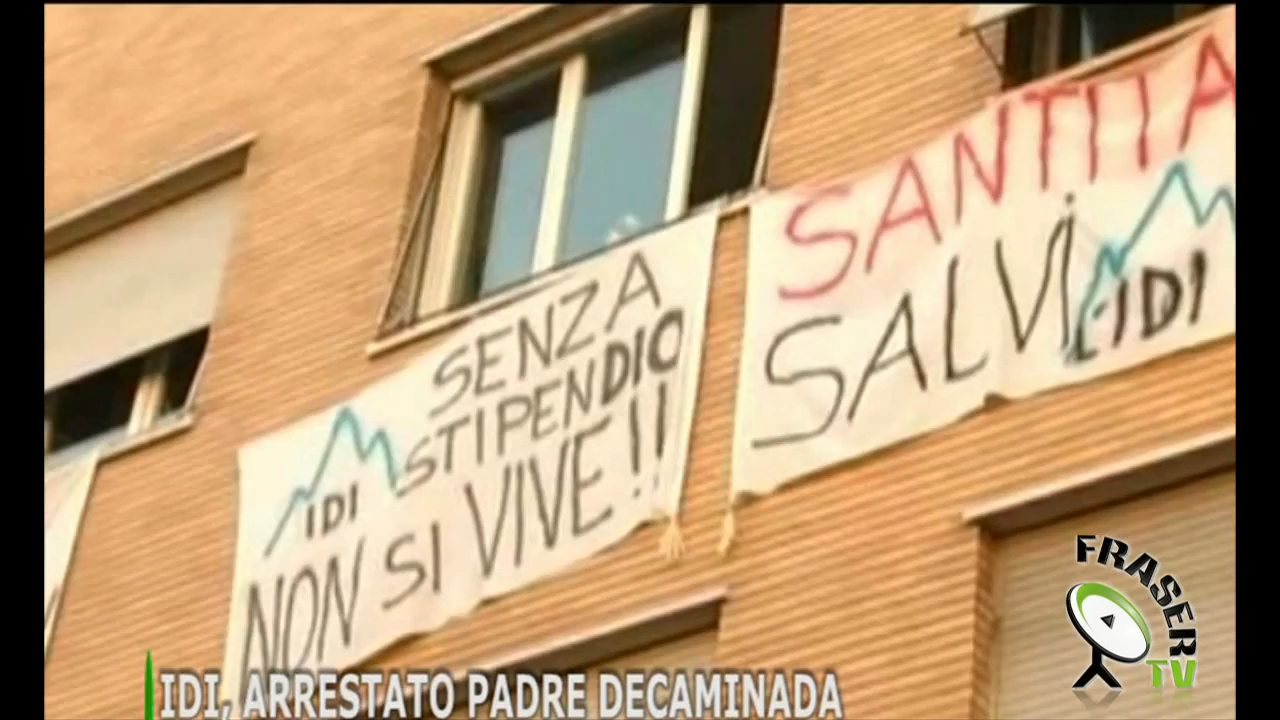 SENZA
STIPENDIO
IDI
NON SI VIVE!!
SANTITA
SALVi L'IDI
FRASER
TV
IDI, ARRESTATO PADRE DECAMINADA